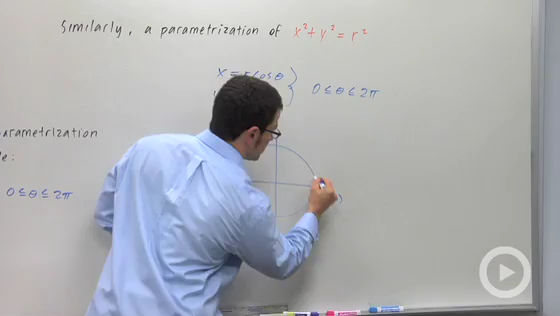 Similarly, a parametrization of x² + y² = r²
x = r cos θ
0 ≤ θ ≤ 2π
arametrization
e:
0 ≤ θ ≤ 2π